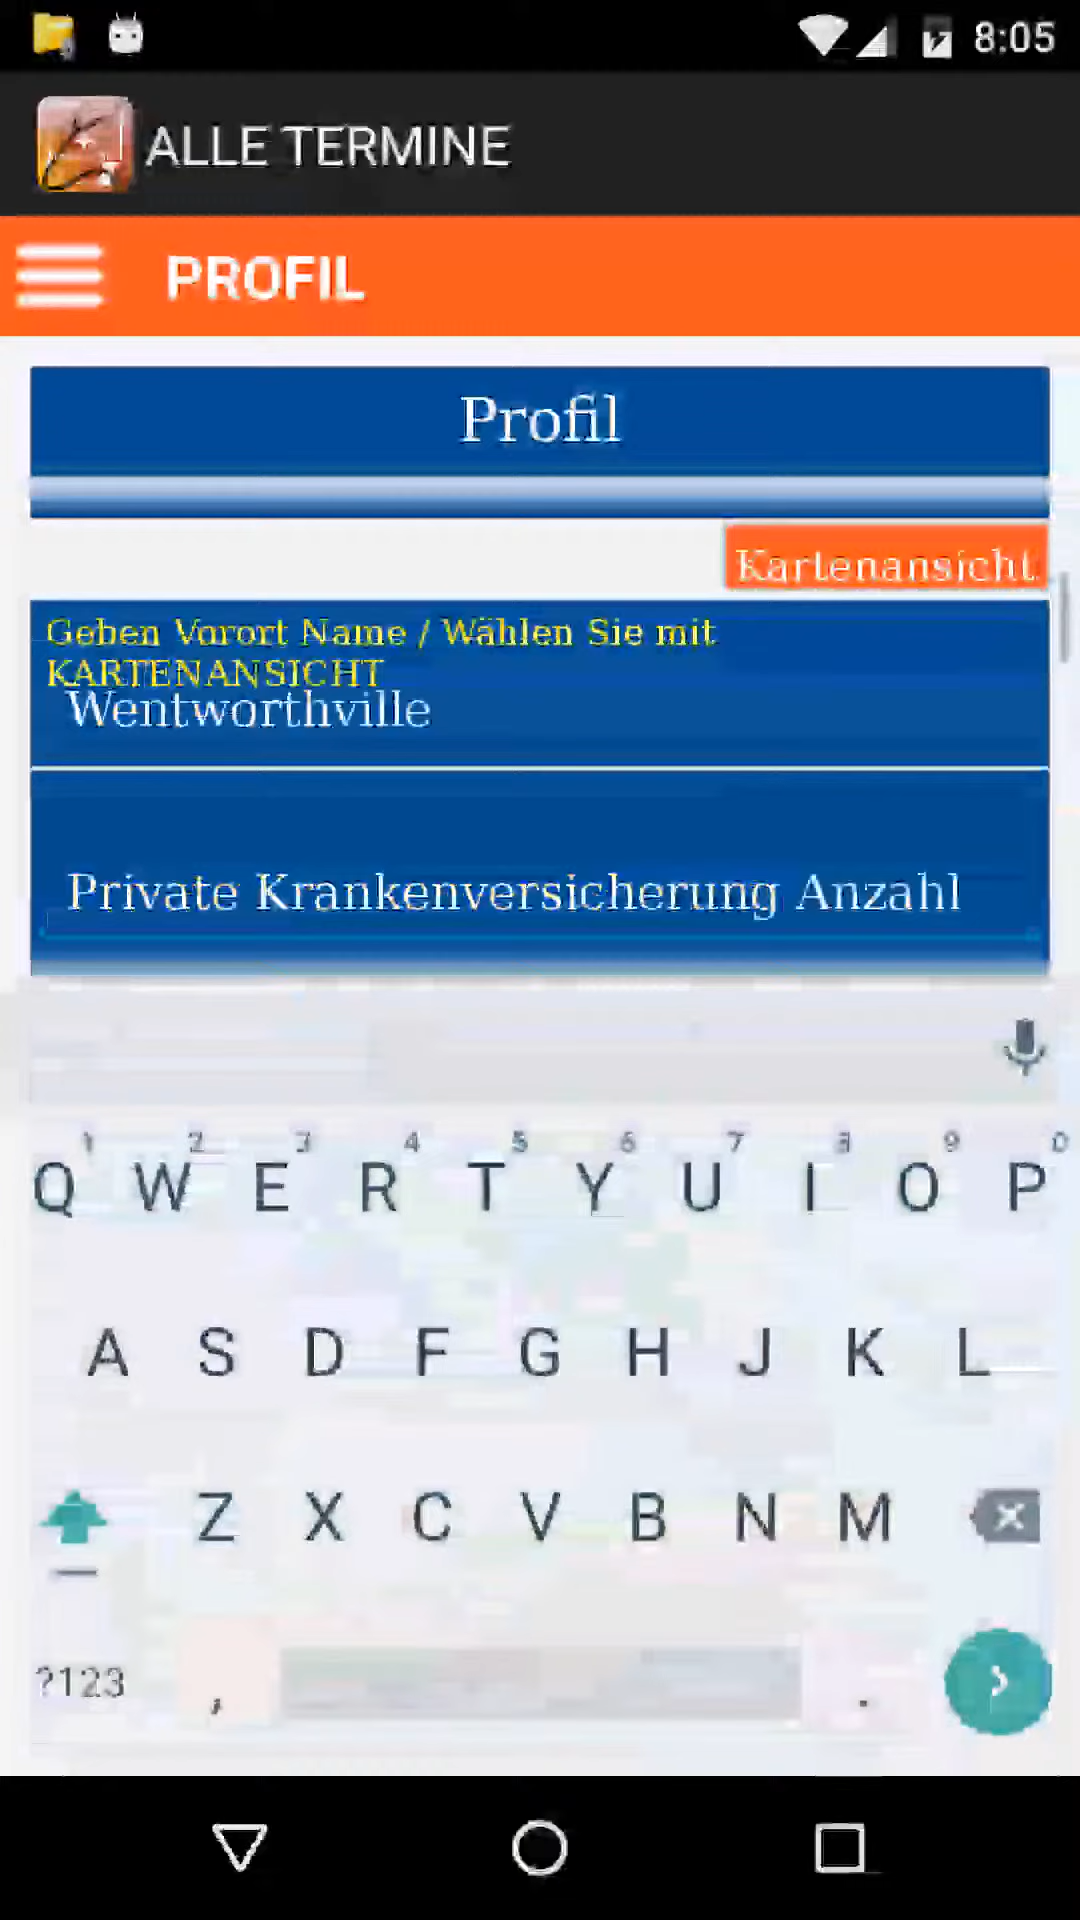 8:05
ALLE TERMINE
PROFIL
Profil
Kartenansicht
Geben Vorort Name / Wählen Sie mit
KARTENANSICHT
Wentworthville
Private Krankenversicherung Anzahl
1 2 3 4 5 6 7 8 9 0
Q W E R T Y U I O P
A S D F G H J K L
Z X C V B N M
?123 , .